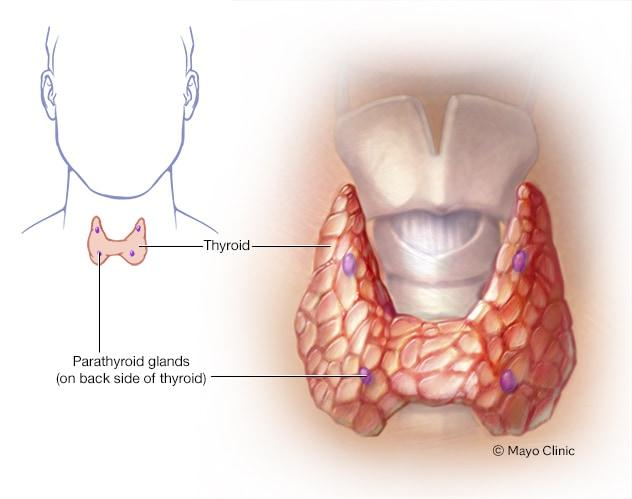 Thyroid
Parathyroid glands
(on back side of thyroid)
© Mayo Clinic